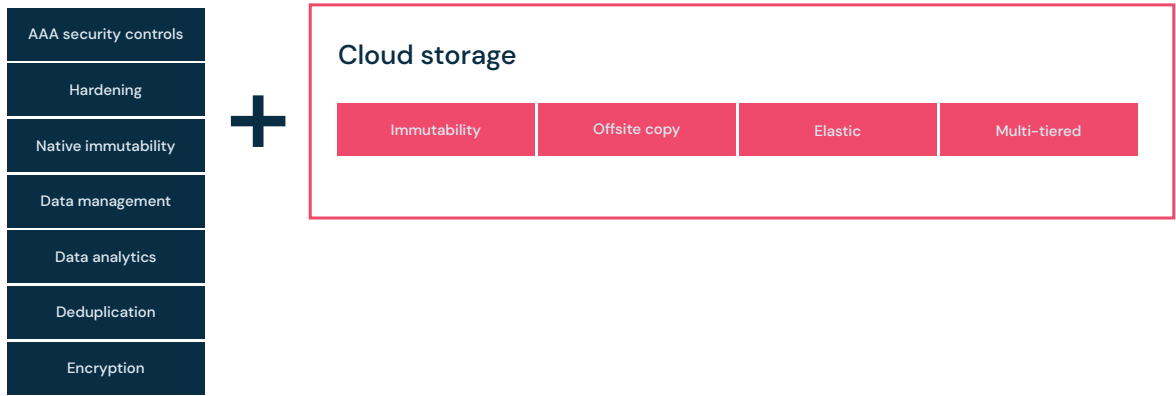 AAA security controls
Hardening
Native immutability
Data management
Data analytics
Deduplication
Encryption
+
Cloud storage
Immutability
Offsite copy
Elastic
Multi-tiered